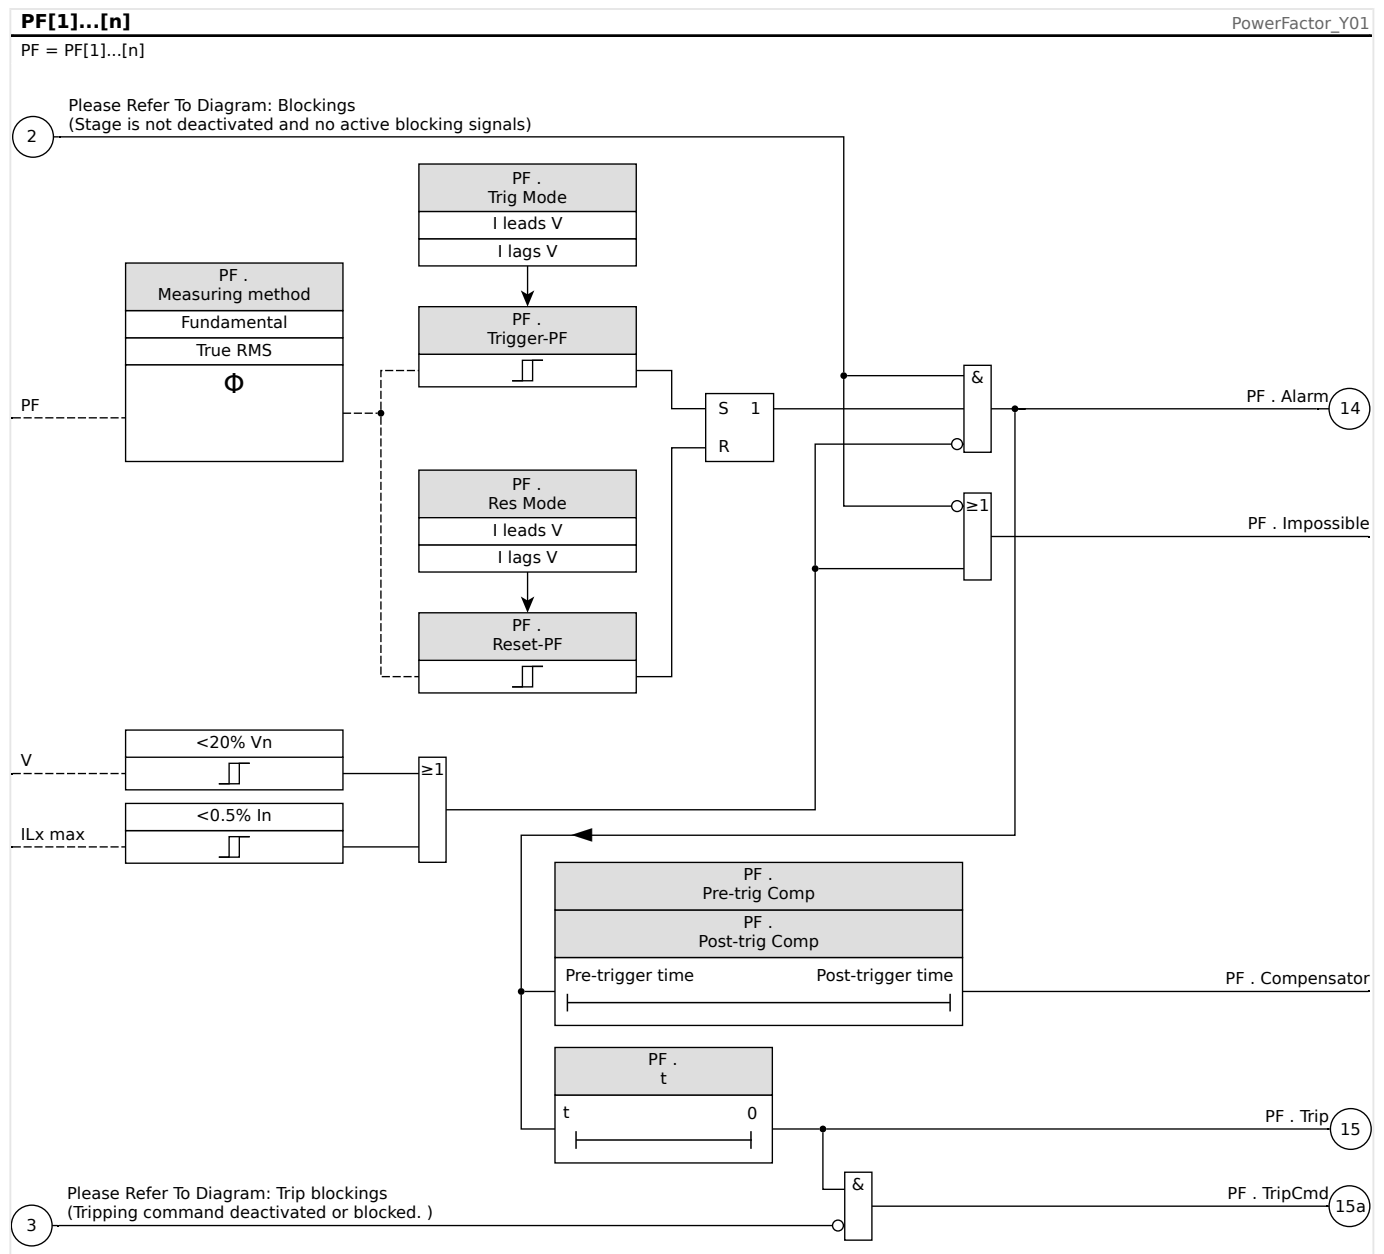 PF[1]...[n]
PowerFactor_Y01
PF = PF[1]...[n]
Please Refer To Diagram: Blockings
(Stage is not deactivated and no active blocking signals)
2
PF .
Trig Mode
I leads V
I lags V
PF .
Measuring method
Fundamental
True RMS
Φ
PF
PF .
Trigger-PF
S 1
R
&
PF . Alarm
14
PF .
Res Mode
I leads V
I lags V
≥1
PF . Impossible
PF .
Reset-PF
<20% Vn
V
≥1
<0.5% In
ILx max
PF .
Pre-trig Comp
PF .
Post-trig Comp
Pre-trigger time Post-trigger time
PF . Compensator
PF .
t
t 0
PF . Trip
15
Please Refer To Diagram: Trip blockings
(Tripping command deactivated or blocked. )
3
&
PF . TripCmd
15a